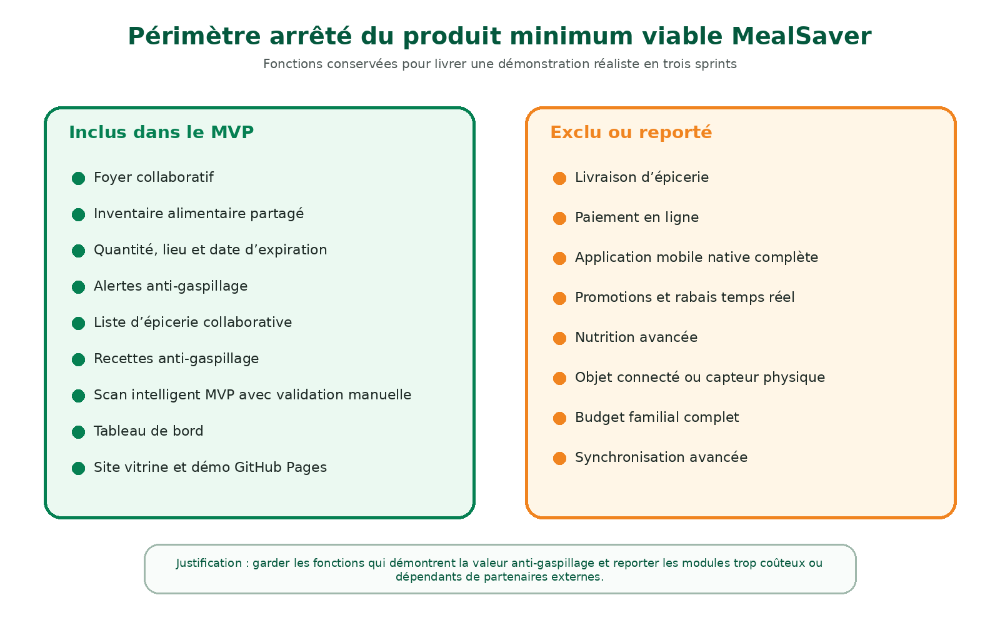 Périmètre arrêté du produit minimum viable MealSaver
Fonctions conservées pour livrer une démonstration réaliste en trois sprints
Inclus dans le MVP
Foyer collaboratif
Inventaire alimentaire partagé
Quantité, lieu et date d’expiration
Alertes anti-gaspillage
Liste d’épicerie collaborative
Recettes anti-gaspillage
Scan intelligent MVP avec validation manuelle
Tableau de bord
Site vitrine et démo GitHub Pages
Exclu ou reporté
Livraison d’épicerie
Paiement en ligne
Application mobile native complète
Promotions et rabais temps réel
Nutrition avancée
Objet connecté ou capteur physique
Budget familial complet
Synchronisation avancée
Justification : garder les fonctions qui démontrent la valeur anti-gaspillage et reporter les modules trop coûteux ou
dépendants de partenaires externes.